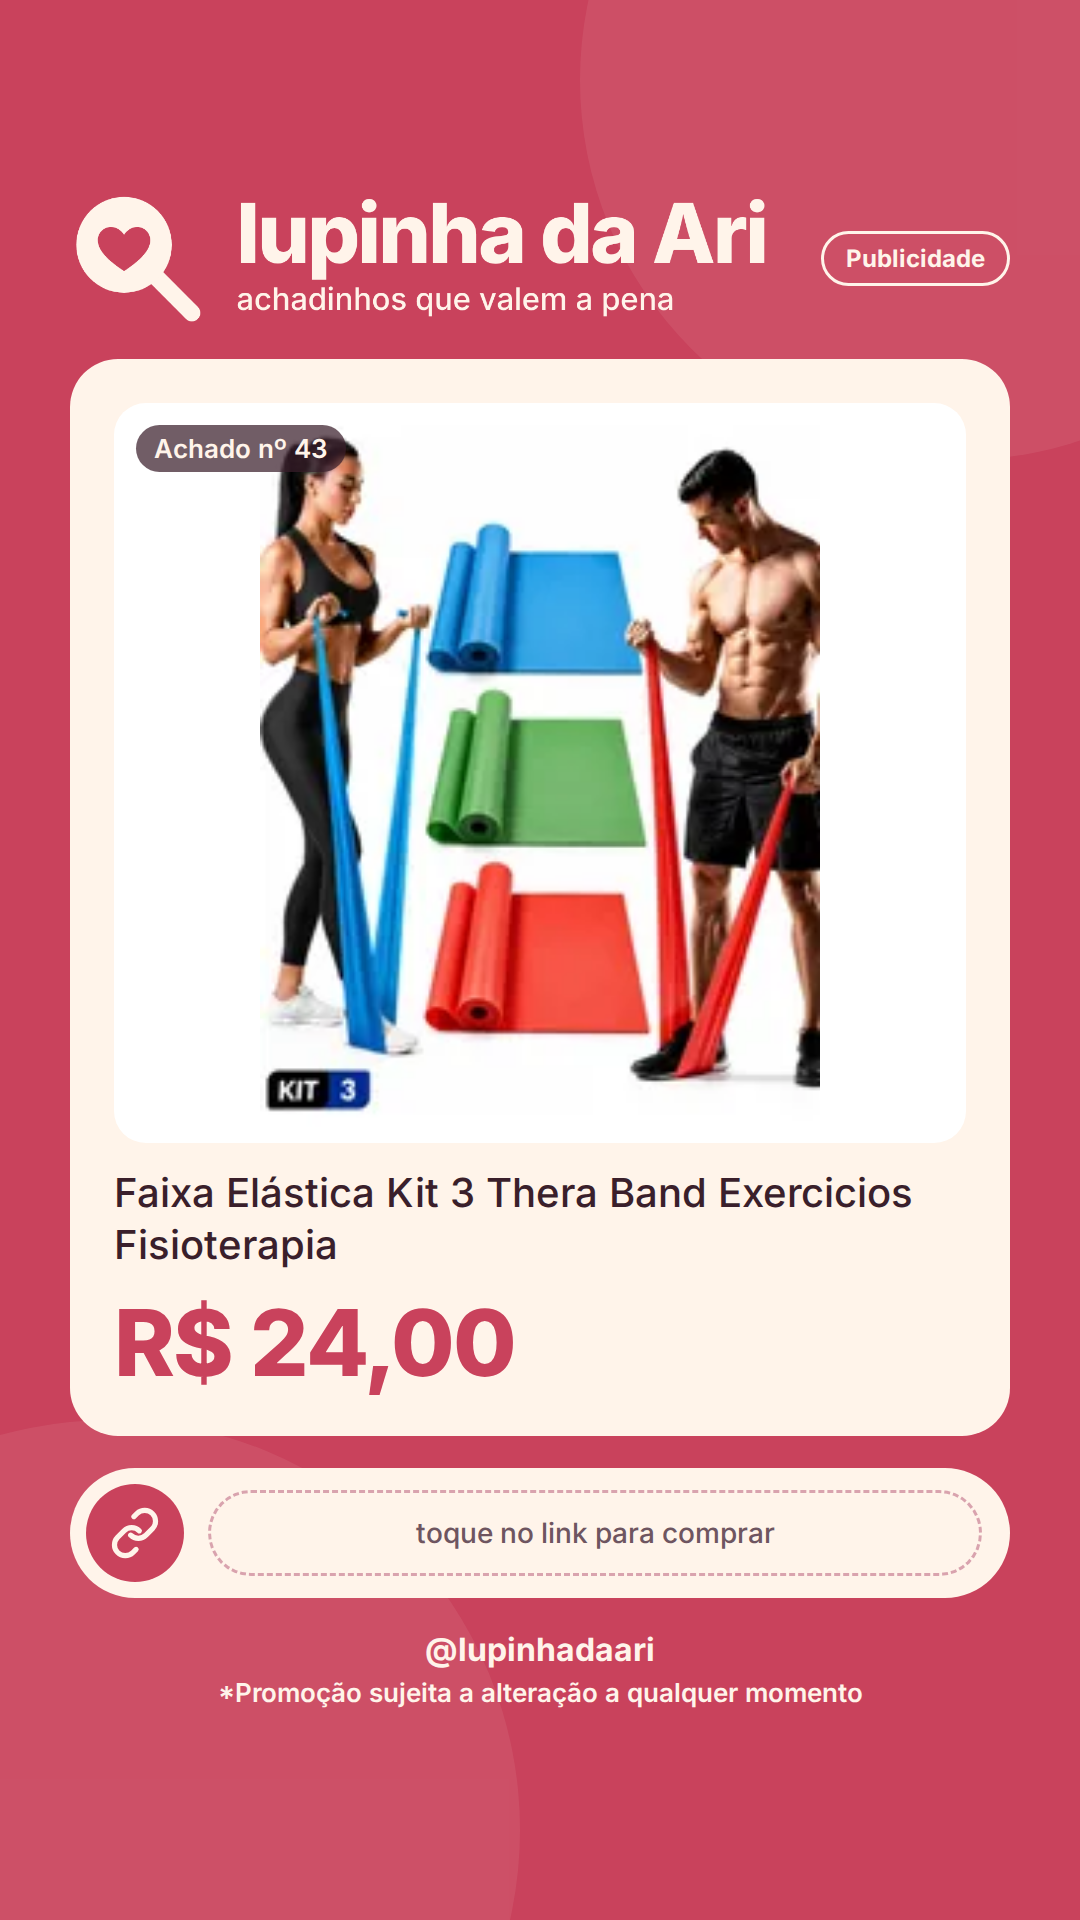 lupinha da Ari
achadinhos que valem a pena
Publicidade
Achado nº 43
KIT 3
Faixa Elástica Kit 3 Thera Band Exercicios
Fisioterapia
R$ 24,00
toque no link para comprar
@lupinhadaari
*Promoção sujeita a alteração a qualquer momento